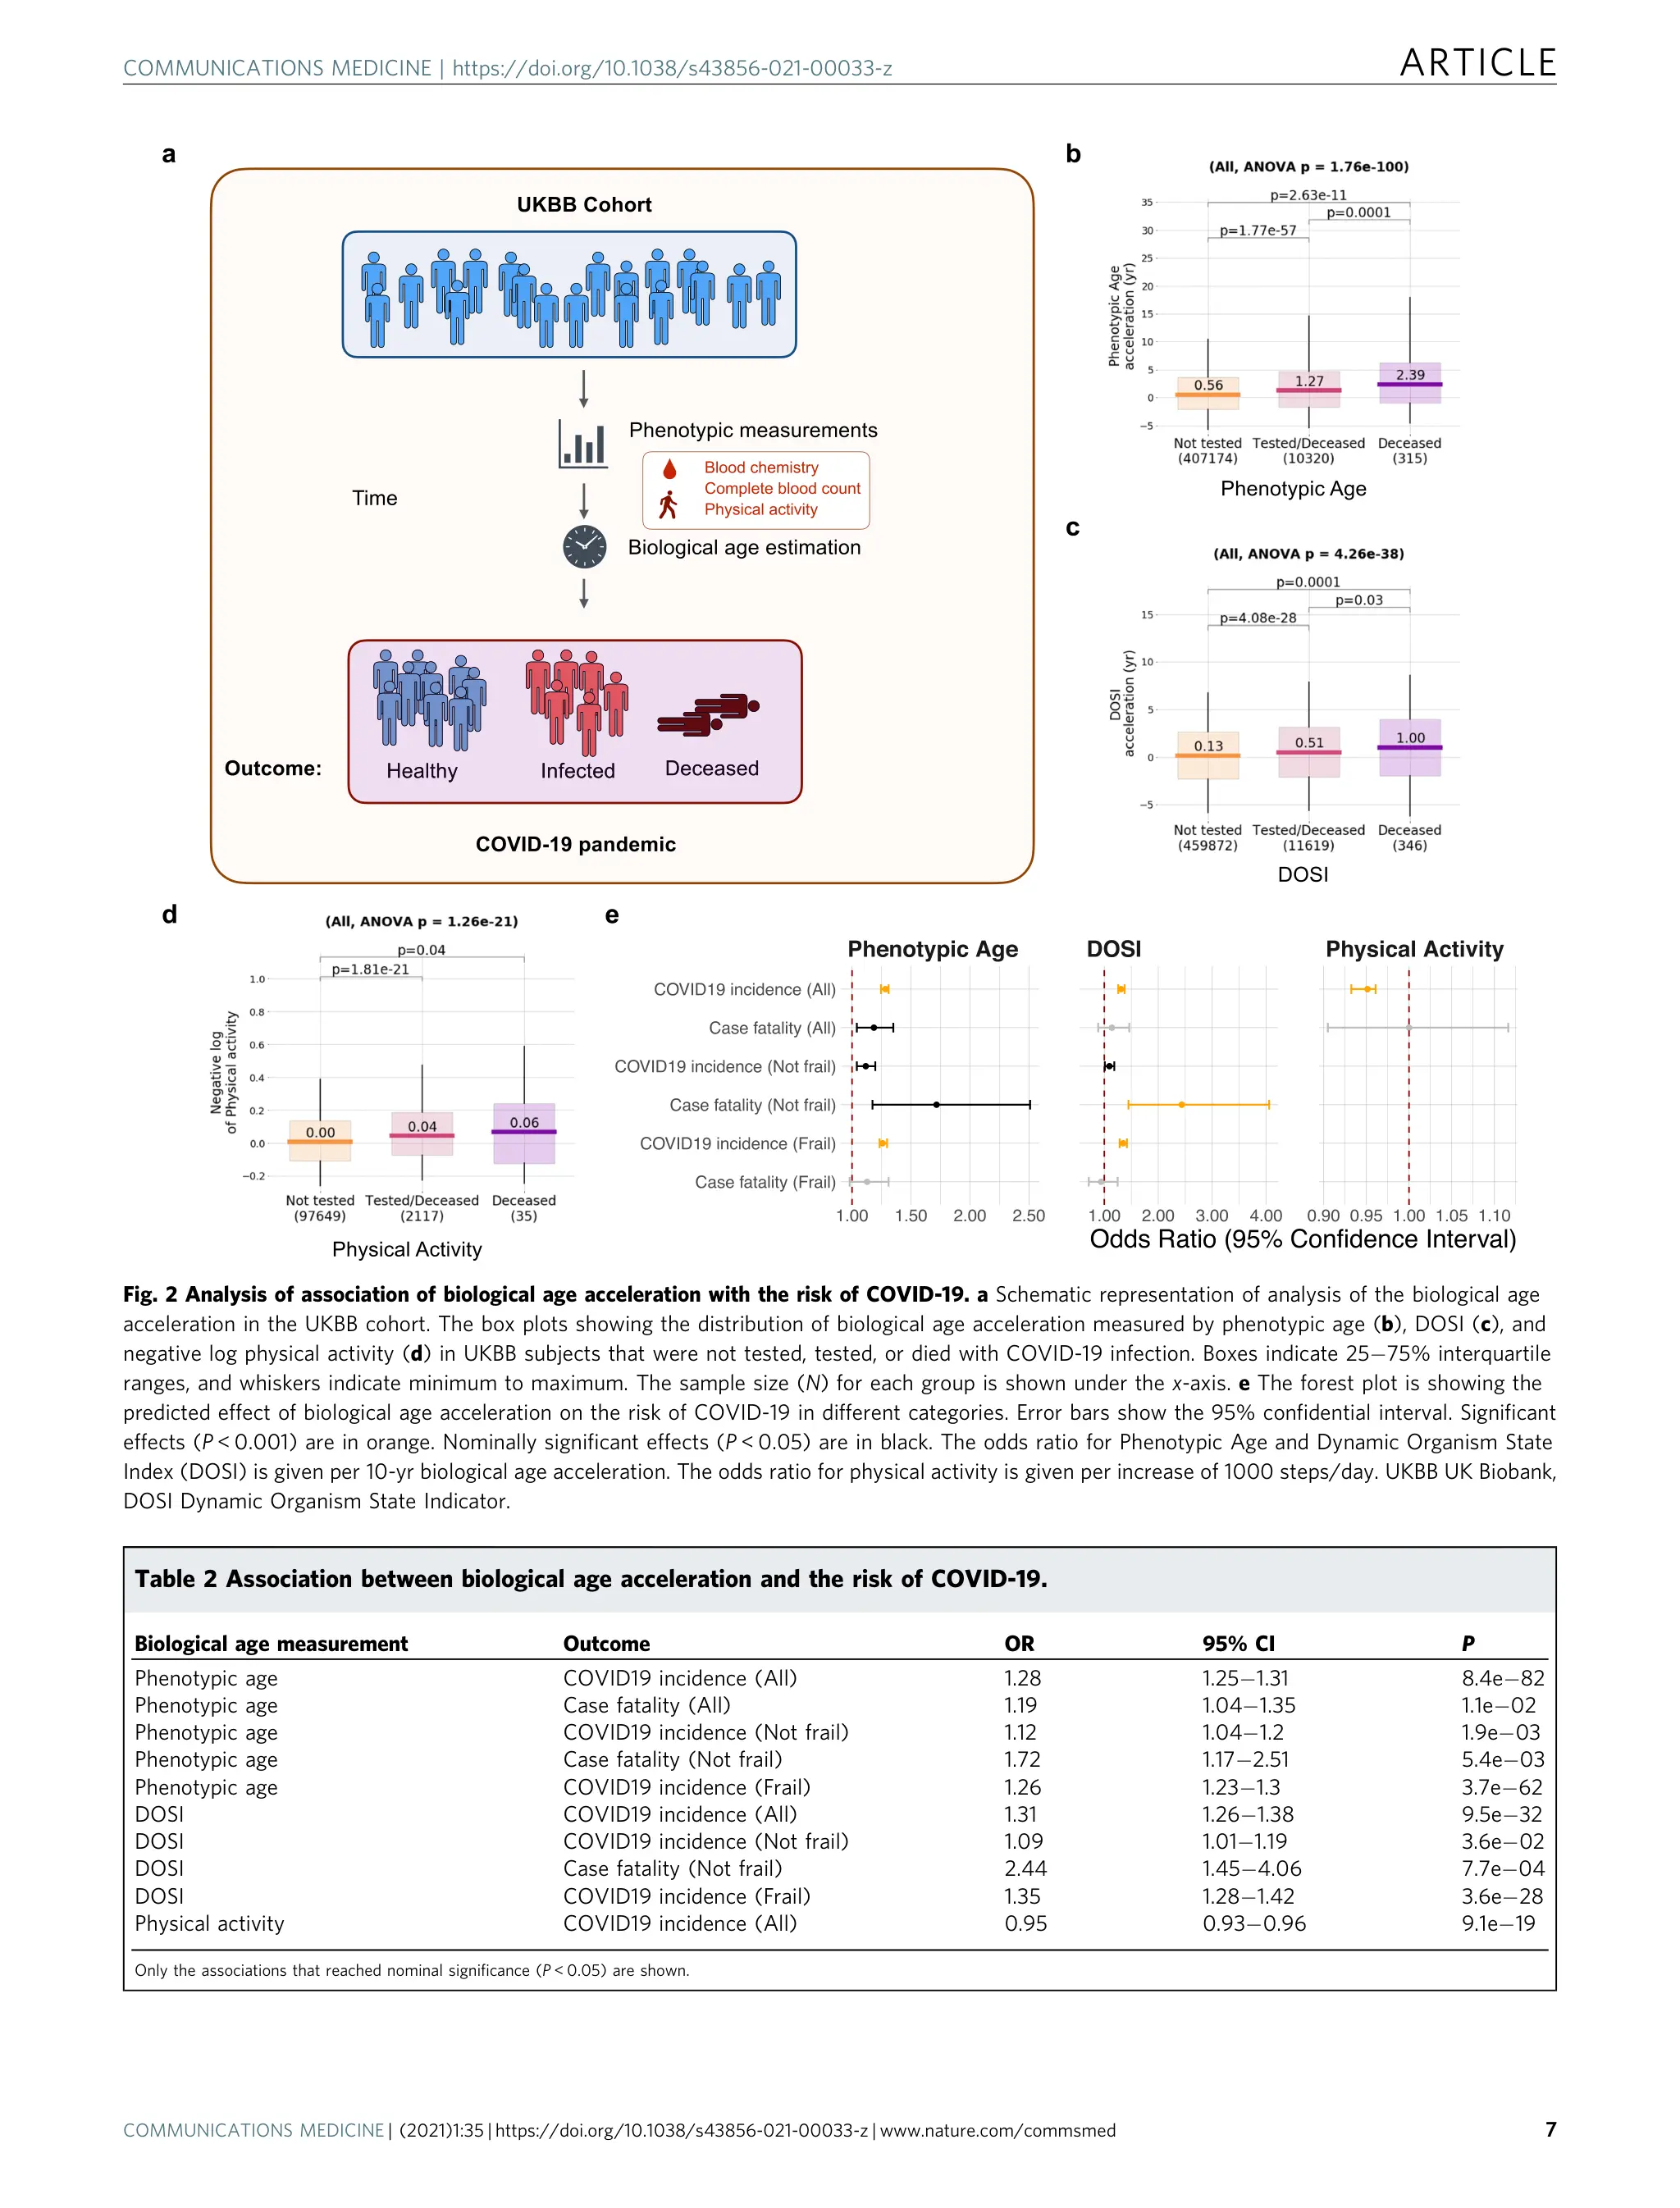 COMMUNICATIONS MEDICINE | https://doi.org/10.1038/s43856-021-00033-z
ARTICLE
a
UKBB Cohort
Phenotypic measurements
Blood chemistry
Complete blood count
Physical activity
Time
Biological age estimation
Outcome:
Healthy
Infected
Deceased
COVID-19 pandemic
b
(All, ANOVA p = 1.76e-100)
p=2.63e-11
p=0.0001
p=1.77e-57
Phenotypic Age
acceleration (yr)
35
30
25
20
15
10
5
0
−5
0.56
1.27
2.39
Not tested Tested/Deceased Deceased
(407174) (10320) (315)
Phenotypic Age
c
(All, ANOVA p = 4.26e-38)
p=0.0001
p=0.03
p=4.08e-28
DOSI
acceleration (yr)
15
10
5
0
−5
0.13
0.51
1.00
Not tested Tested/Deceased Deceased
(459872) (11619) (346)
DOSI
d
(All, ANOVA p = 1.26e-21)
p=0.04
p=1.81e-21
Negative log
of Physical activity
1.0
0.8
0.6
0.4
0.2
0.0
−0.2
0.00
0.04
0.06
Not tested Tested/Deceased Deceased
(97649) (2117) (35)
Physical Activity
e
Phenotypic Age DOSI Physical Activity
COVID19 incidence (All)
Case fatality (All)
COVID19 incidence (Not frail)
Case fatality (Not frail)
COVID19 incidence (Frail)
Case fatality (Frail)
1.00 1.50 2.00 2.50 1.00 2.00 3.00 4.00 0.90 0.95 1.00 1.05 1.10
Odds Ratio (95% Confidence Interval)
Fig. 2 Analysis of association of biological age acceleration with the risk of COVID-19. a Schematic representation of analysis of the biological age
acceleration in the UKBB cohort. The box plots showing the distribution of biological age acceleration measured by phenotypic age (b), DOSI (c), and
negative log physical activity (d) in UKBB subjects that were not tested, tested, or died with COVID-19 infection. Boxes indicate 25–75% interquartile
ranges, and whiskers indicate minimum to maximum. The sample size (N) for each group is shown under the x-axis. e The forest plot is showing the
predicted effect of biological age acceleration on the risk of COVID-19 in different categories. Error bars show the 95% confidential interval. Significant
effects (P < 0.001) are in orange. Nominally significant effects (P < 0.05) are in black. The odds ratio for Phenotypic Age and Dynamic Organism State
Index (DOSI) is given per 10-yr biological age acceleration. The odds ratio for physical activity is given per increase of 1000 steps/day. UKBB UK Biobank,
DOSI Dynamic Organism State Indicator.
Table 2 Association between biological age acceleration and the risk of COVID-19.
Biological age measurement Outcome OR 95% CI P
Phenotypic age COVID19 incidence (All) 1.28 1.25–1.31 8.4e−82
Phenotypic age Case fatality (All) 1.19 1.04–1.35 1.1e−02
Phenotypic age COVID19 incidence (Not frail) 1.12 1.04–1.2 1.9e−03
Phenotypic age Case fatality (Not frail) 1.72 1.17–2.51 5.4e−03
Phenotypic age COVID19 incidence (Frail) 1.26 1.23–1.3 3.7e−62
DOSI COVID19 incidence (All) 1.31 1.26–1.38 9.5e−32
DOSI COVID19 incidence (Not frail) 1.09 1.01–1.19 3.6e−02
DOSI Case fatality (Not frail) 2.44 1.45–4.06 7.7e−04
DOSI COVID19 incidence (Frail) 1.35 1.28–1.42 3.6e−28
Physical activity COVID19 incidence (All) 0.95 0.93–0.96 9.1e−19
Only the associations that reached nominal significance (P < 0.05) are shown.
COMMUNICATIONS MEDICINE | (2021)1:35 | https://doi.org/10.1038/s43856-021-00033-z | www.nature.com/commsmed
7